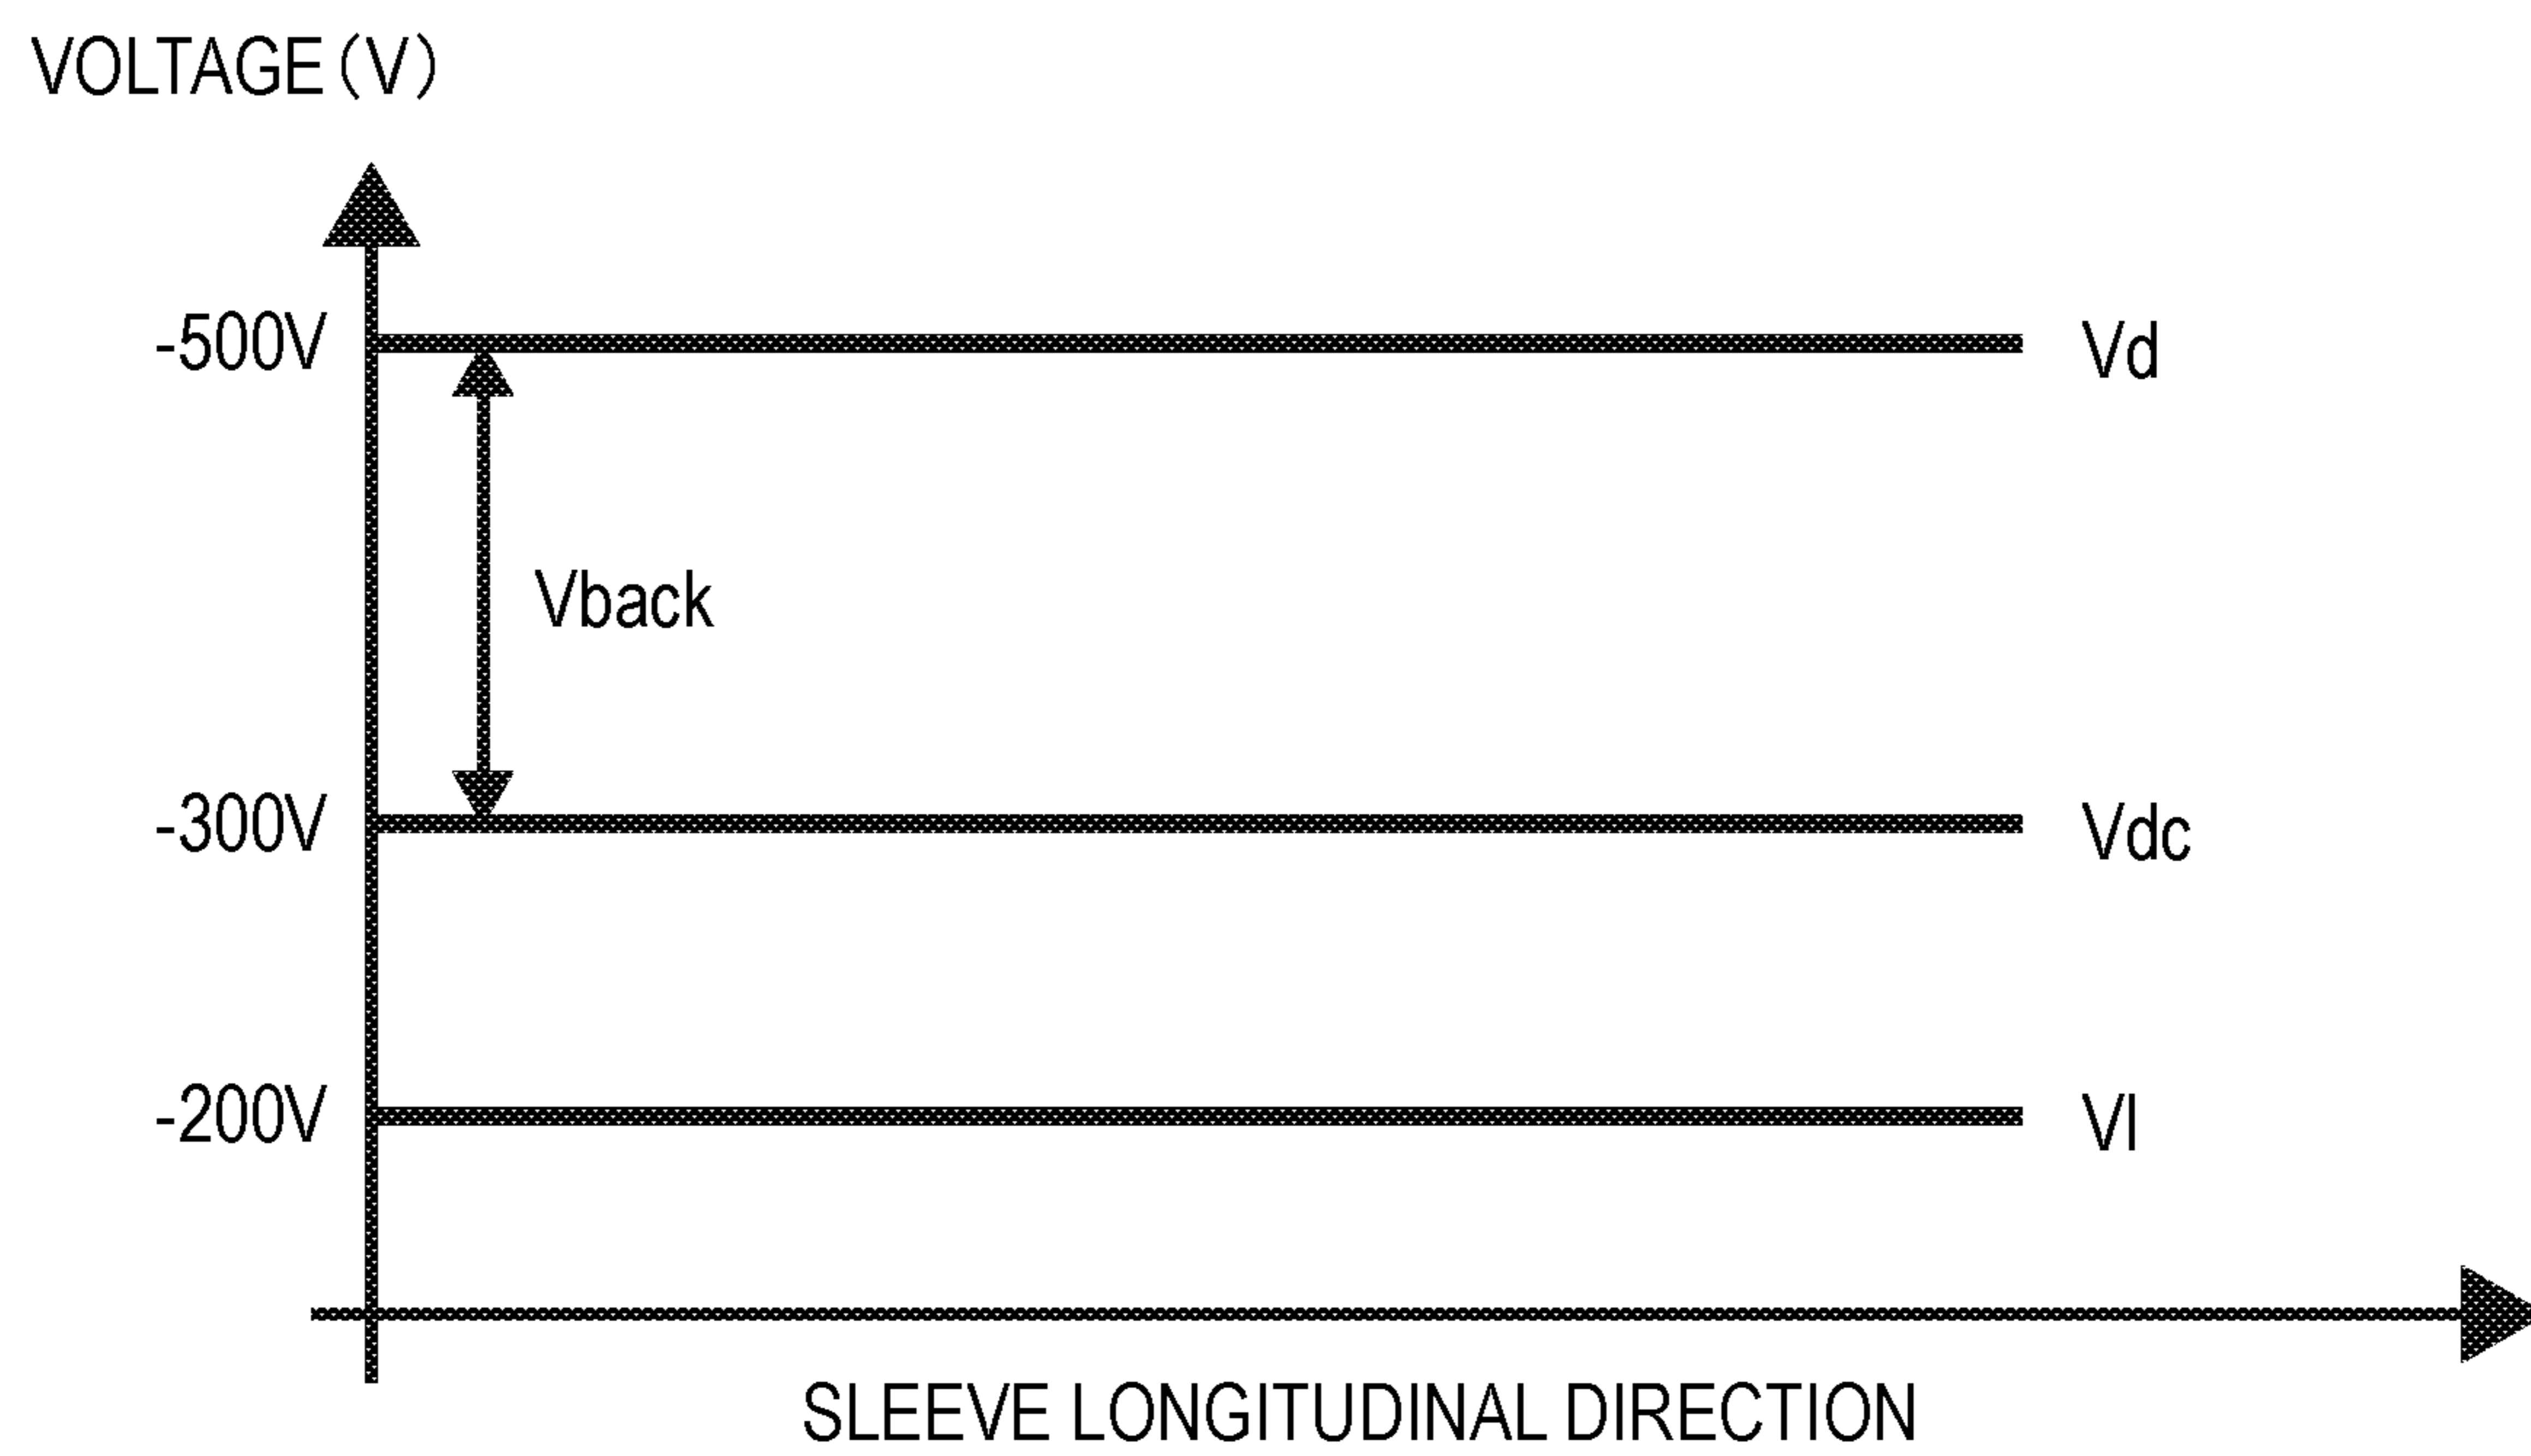 VOLTAGE(V)
-500V
Vd
Vback
-300V
Vdc
-200V
Vl
SLEEVE LONGITUDINAL DIRECTION